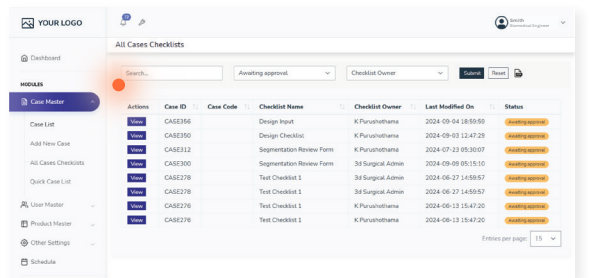 YOUR LOGO
Smith
Biomedical Engineer
All Cases Checklists
Dashboard
Search...
Awaiting approval
Checklist Owner
Submit
Reset
MODULES
Case Master
Case List
Add New Case
All Cases Checklists
Quick Case List
User Master
Product Master
Other Settings
Schedule
Actions Case ID Case Code Checklist Name Checklist Owner Last Modified On Status
View CASE356 Design Input K Purushothama 2024-09-04 18:59:59 Awaiting approval
View CASE350 Design Checklist K Purushothama 2024-09-03 12:47:29 Awaiting approval
View CASE312 Segmentation Review Form K Purushothama 2024-07-23 05:30:07 Awaiting approval
View CASE300 Segmentation Review Form 3d Surgical Admin 2024-09-09 05:15:10 Awaiting approval
View CASE278 Test Checklist 1 3d Surgical Admin 2024-06-27 14:59:57 Awaiting approval
View CASE278 Test Checklist 1 3d Surgical Admin 2024-06-27 14:59:57 Awaiting approval
View CASE276 Test Checklist 1 K Purushothama 2024-06-13 15:47:20 Awaiting approval
View CASE276 Test Checklist 1 K Purushothama 2024-06-13 15:47:20 Awaiting approval
Entries per page: 15